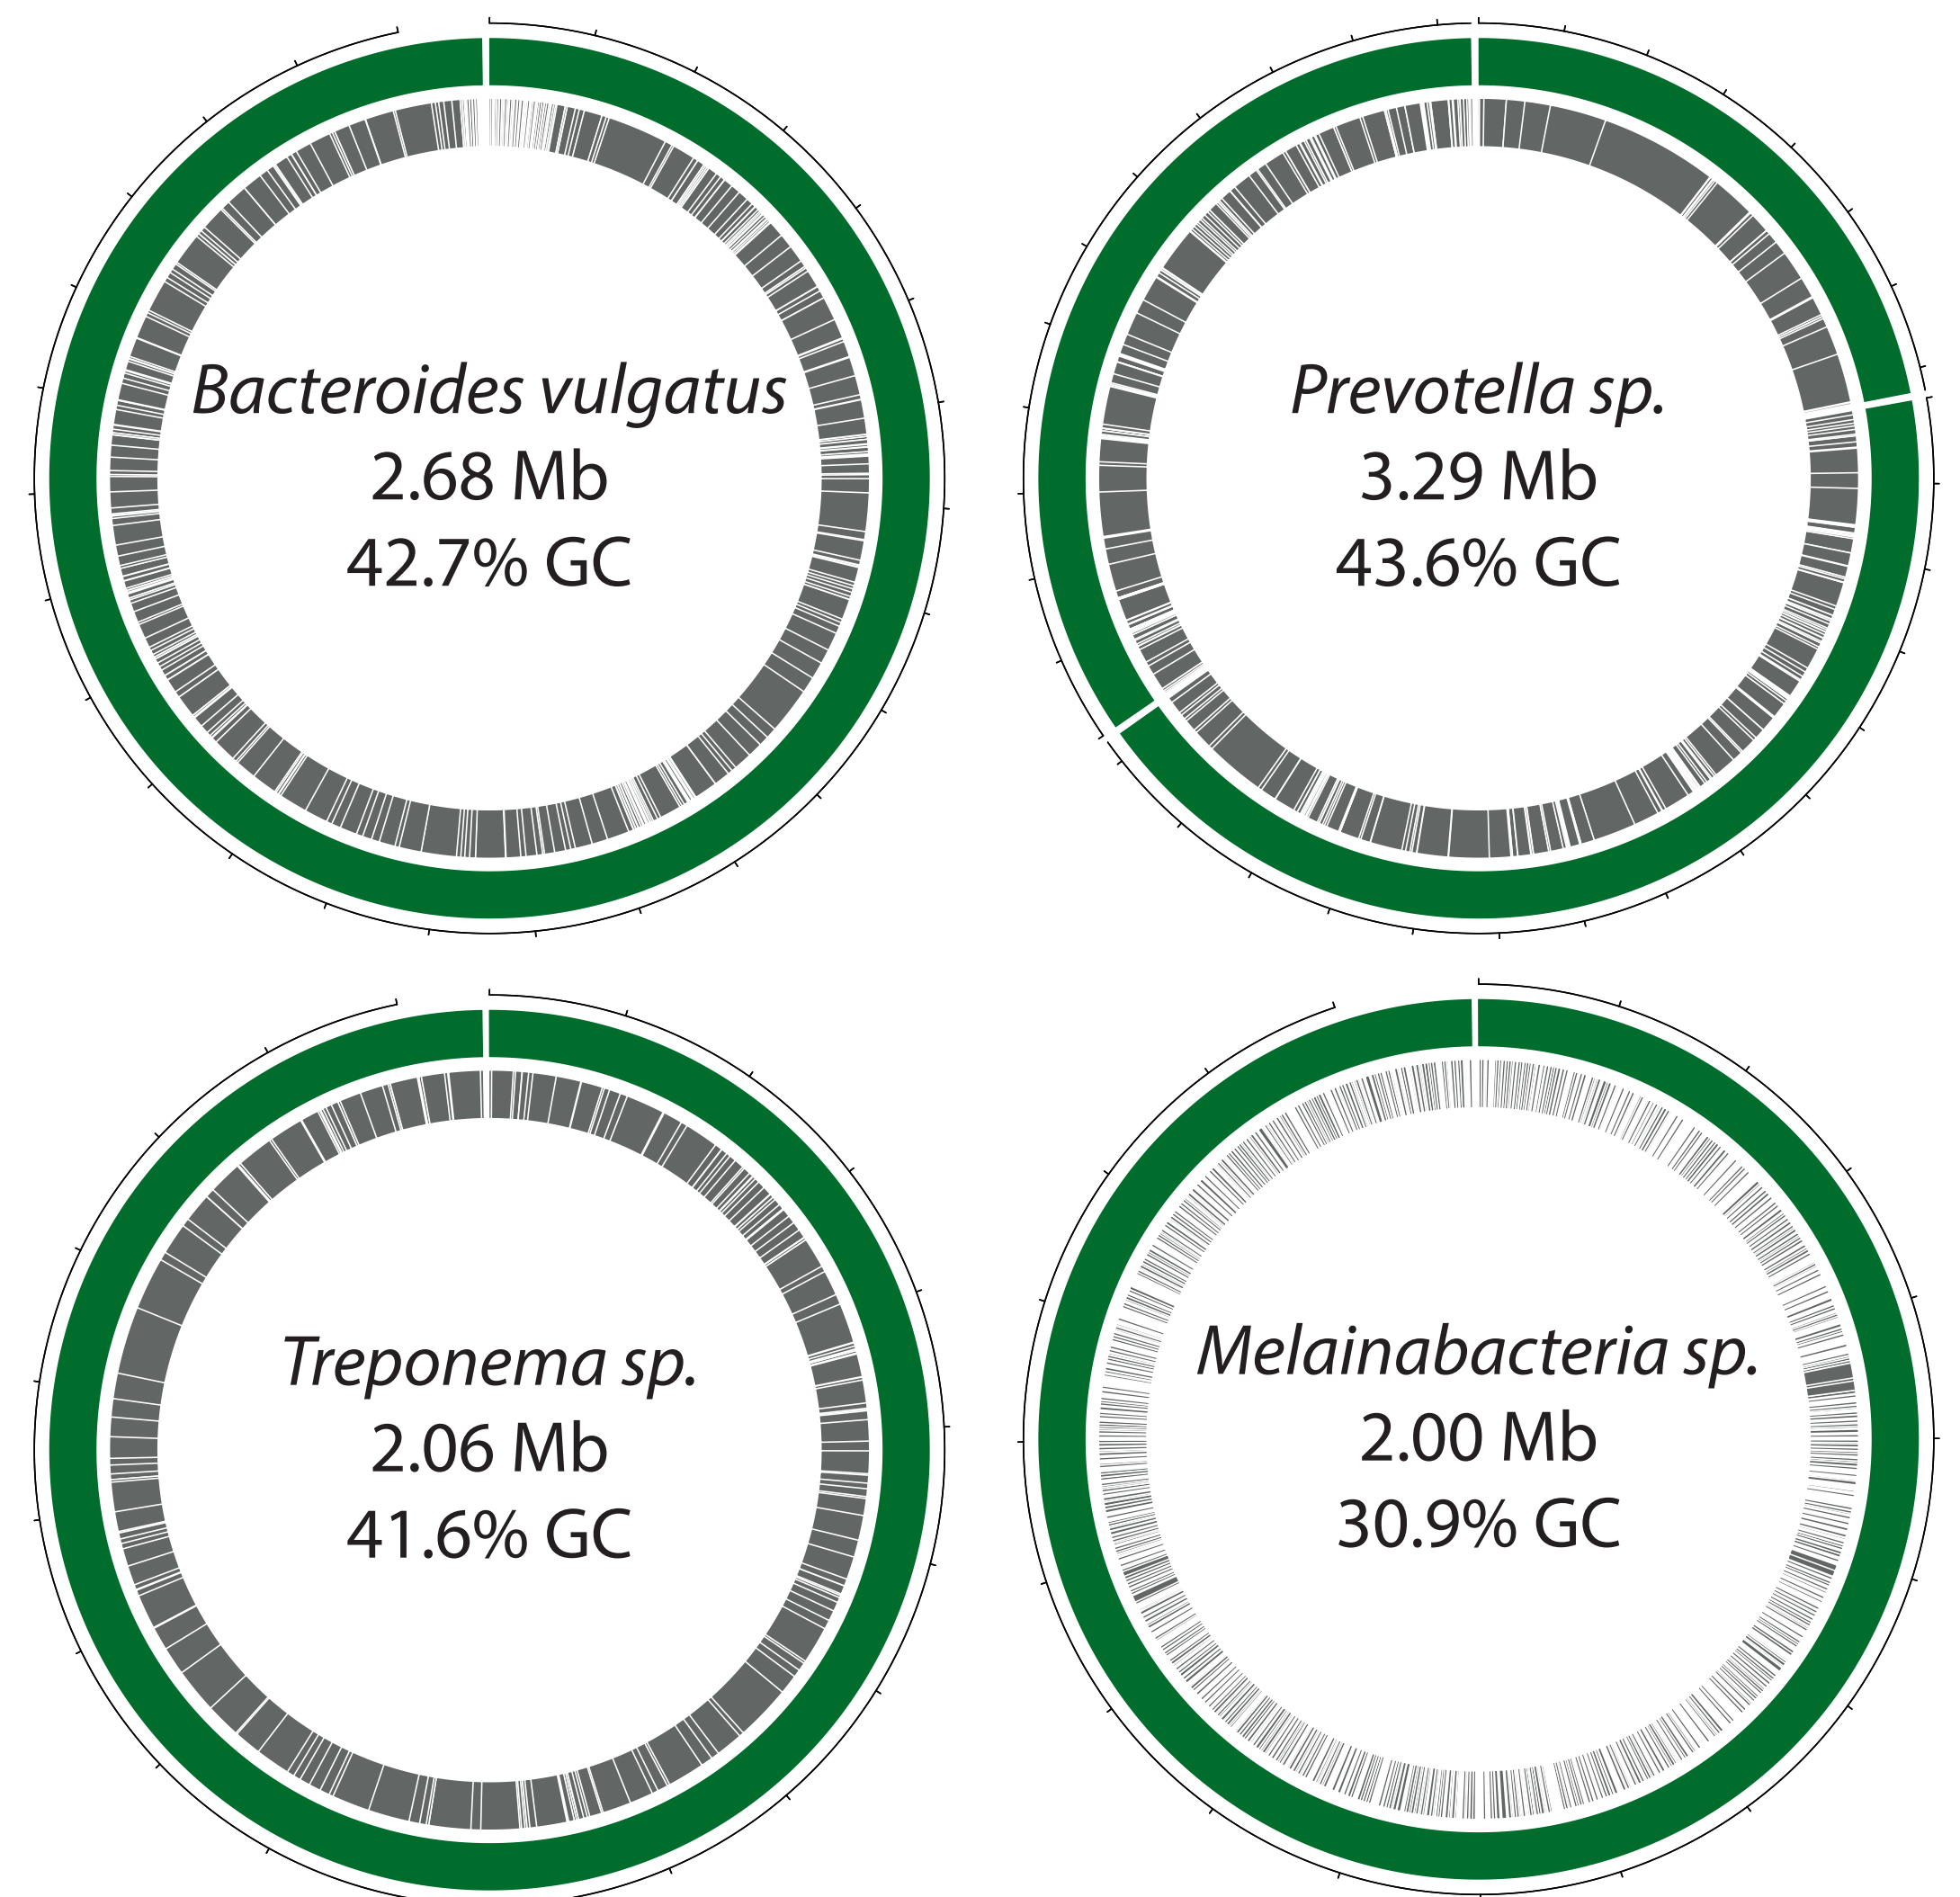 Bacteroides vulgatus
2.68 Mb
42.7% GC
Prevotella sp.
3.29 Mb
43.6% GC
Treponema sp.
2.06 Mb
41.6% GC
Melainabacteria sp.
2.00 Mb
30.9% GC